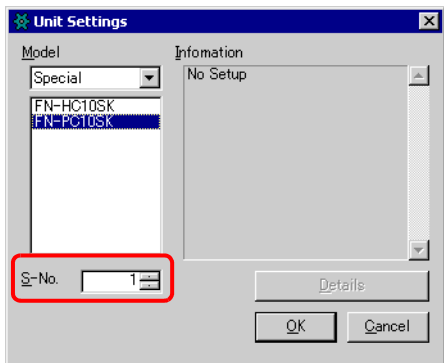 Unit Settings
Model
Infomation
Special
No Setup
FN-HC10SK
FN-PC10SK
S-No.
1
Details
OK
Cancel